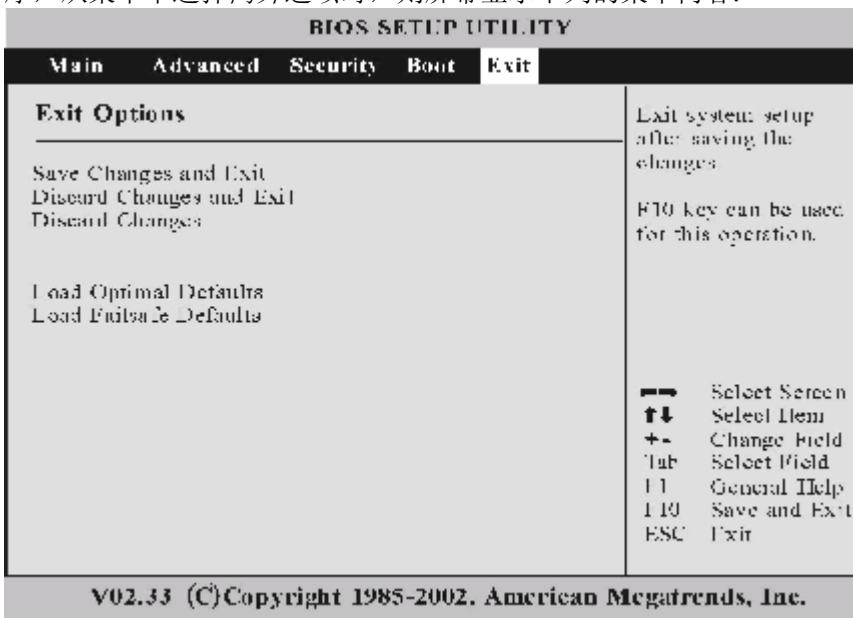 BIOS SETUP UTILITY
Main Advanced Security Boot Exit
Exit Options
Save Changes and Exit
Discard Changes and Exit
Discard Changes
Load Optimal Defaults
Load Failsafe Defaults
Exit system setup
after saving the
changes
F10 key can be used
for this operation.
Select Screen
↑↓ Select Item
+- Change Field
Tab Select Field
F1 General Help
F10 Save and Exit
ESC Exit
V02.33 (C)Copyright 1985-2002, American Megatrends, Inc.